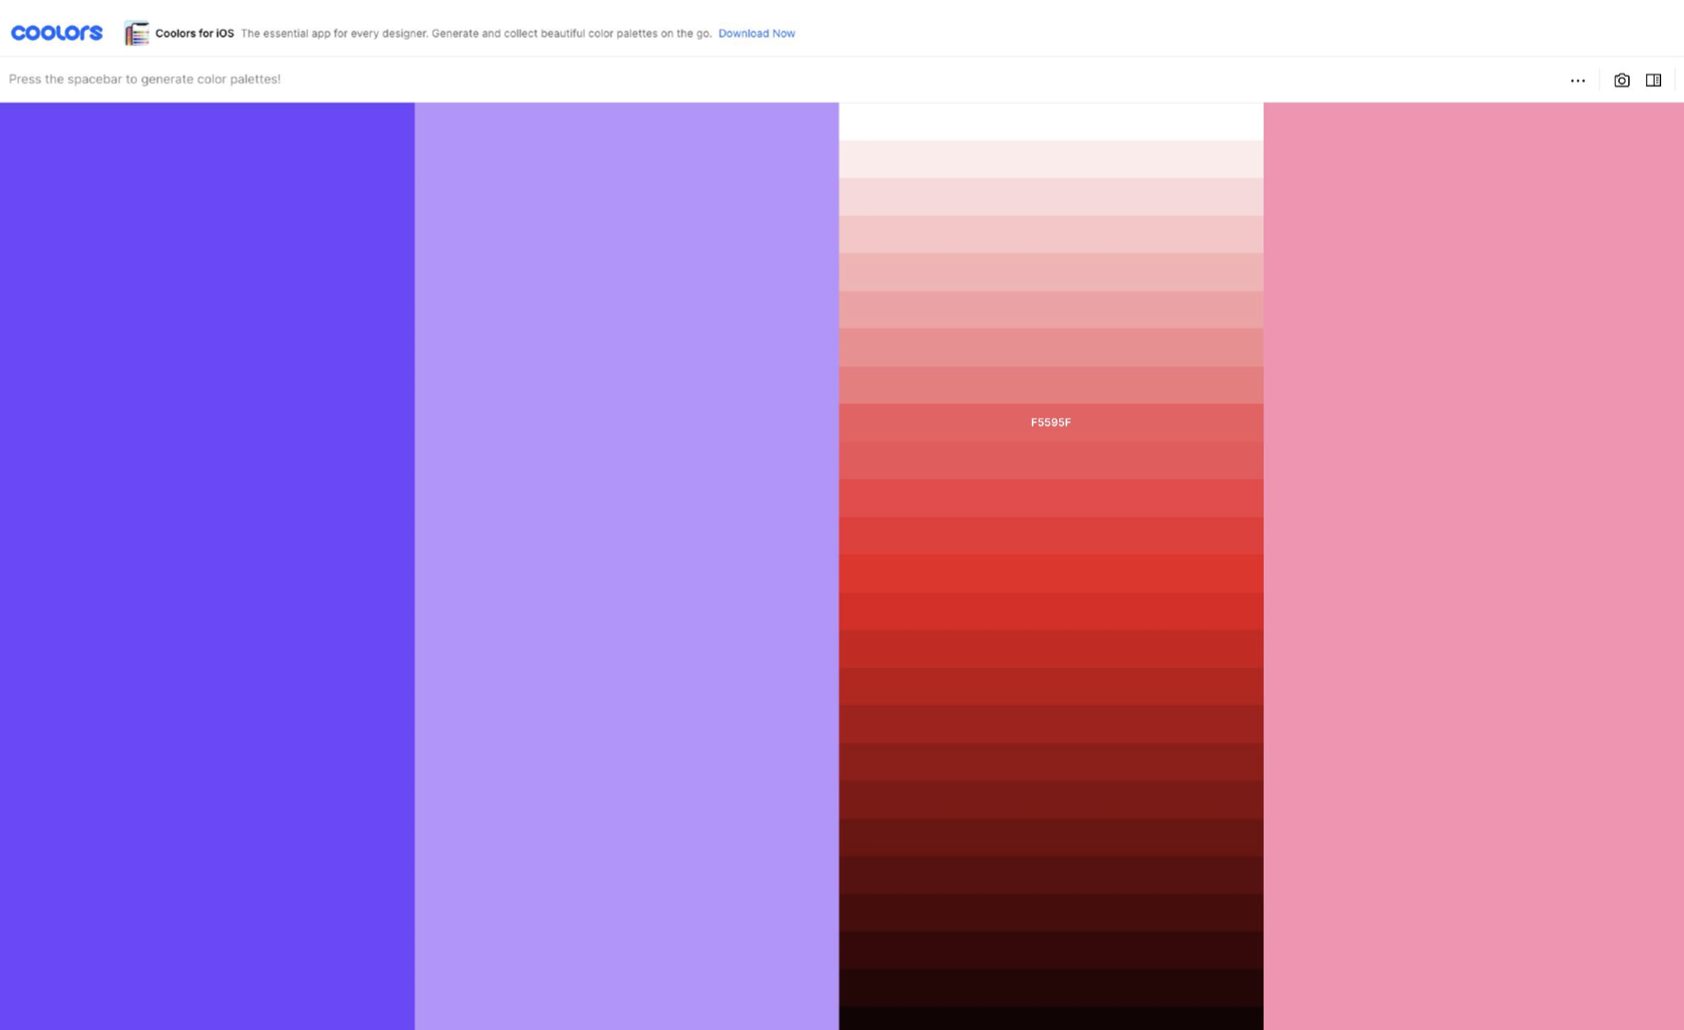 coolors
Coolors for iOS The essential app for every designer. Generate and collect beautiful color palettes on the go. Download Now
Press the spacebar to generate color palettes!
F5595F